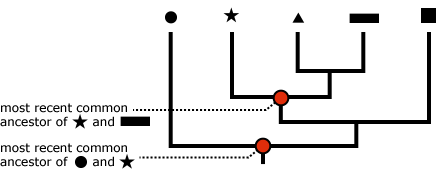 most recent common
ancestor of ★ and ▬
most recent common
ancestor of ● and ★